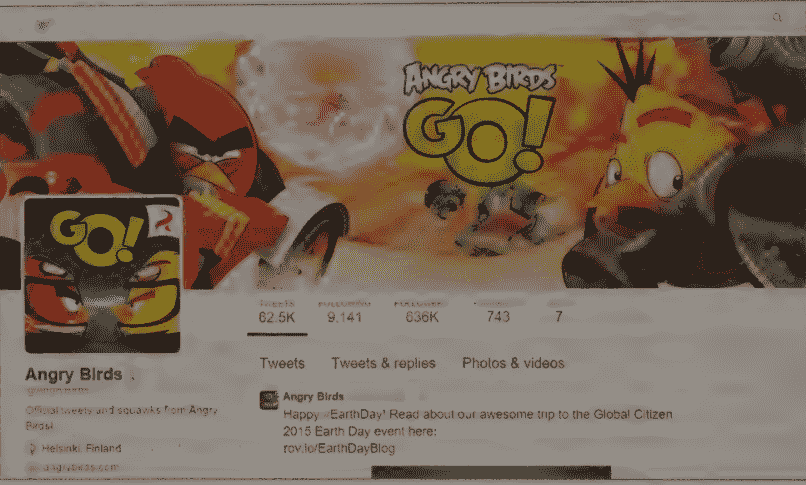 ANGRY BIRDS
GO!
GO!
TWEETS FOLLOWING
62.5K 9,141 636K 743 7
Tweets Tweets & replies Photos & videos
Angry Birds
Official tweets and squawks from Angry
Birds!
Helsinki, Finland
angrybirds.com
Angry Birds
Happy #EarthDay! Read about our awesome trip to the Global Citizen
2015 Earth Day event here:
rov.io/EarthDayBlog